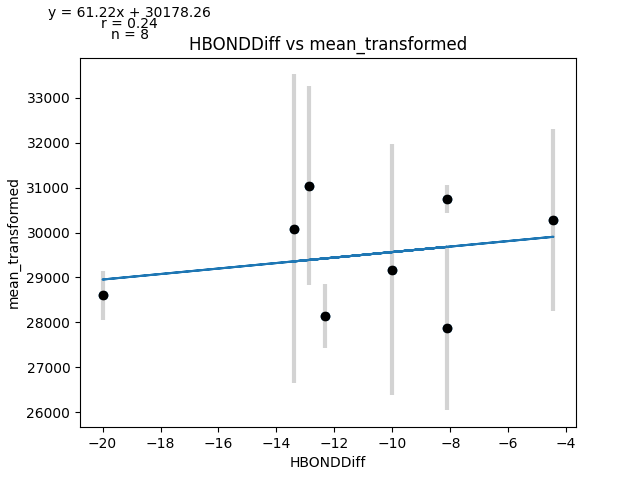 y = 61.22x + 30178.26
r = 0.24
n = 8
HBONDDiff vs mean_transformed
33000
32000
31000
30000
29000
28000
27000
26000
mean_transformed
−20 −18 −16 −14 −12 −10 −8 −6 −4
HBONDDiff